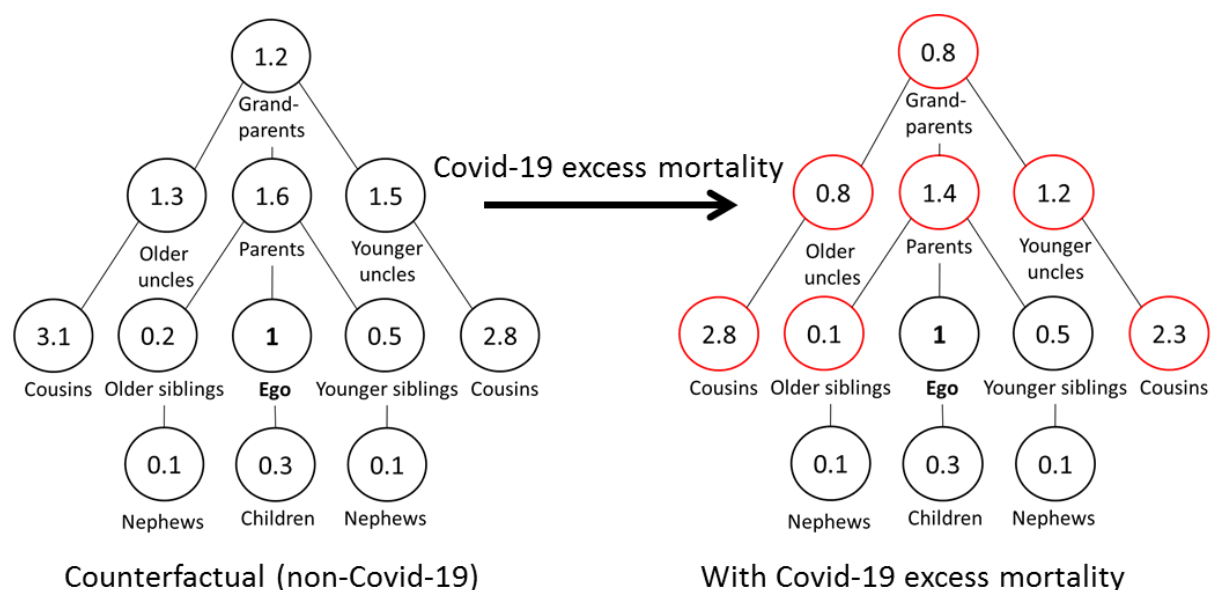 1.2
Grand-
parents
1.3
1.6
1.5
Older
uncles
Parents
Younger
uncles
3.1
0.2
1
0.5
2.8
Cousins
Older siblings
Ego
Younger siblings
Cousins
0.1
0.3
0.1
Nephews
Children
Nephews
Counterfactual (non-Covid-19)
Covid-19 excess mortality
0.8
Grand-
parents
0.8
1.4
1.2
Older
uncles
Parents
Younger
uncles
2.8
0.1
1
0.5
2.3
Cousins
Older siblings
Ego
Younger siblings
Cousins
0.1
0.3
0.1
Nephews
Children
Nephews
With Covid-19 excess mortality